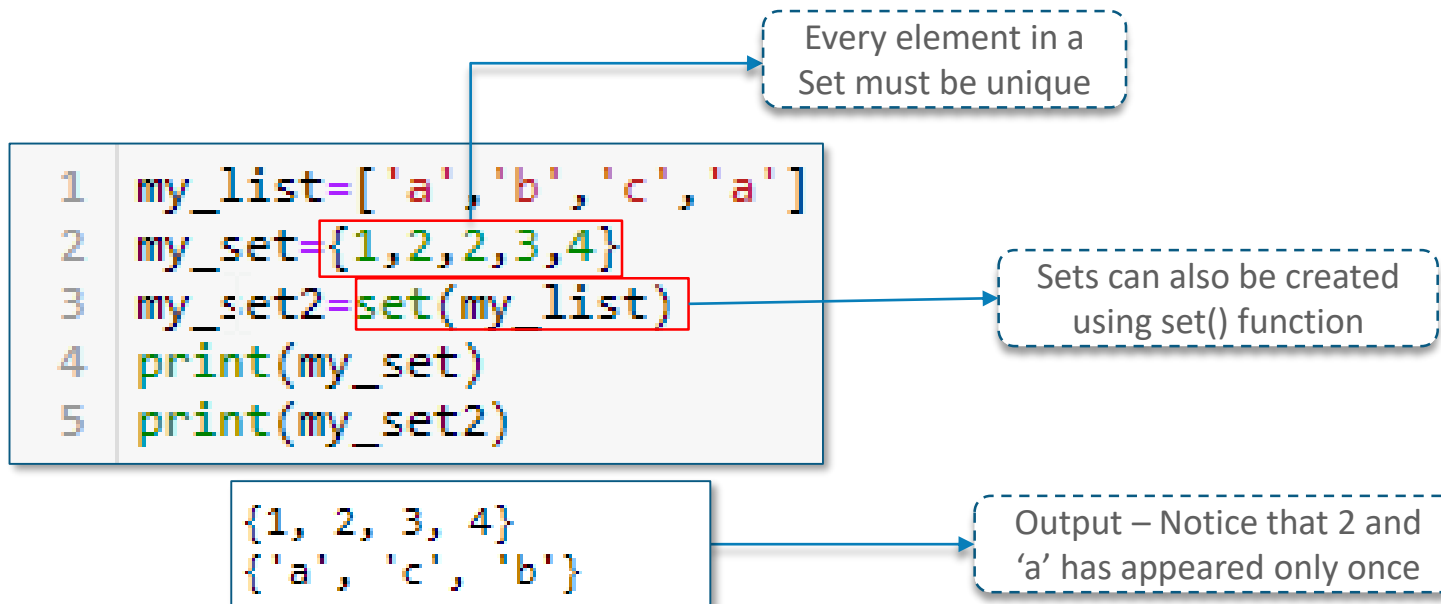 Every element in a
Set must be unique
1 my_list=['a','b','c','a']
2 my_set={1,2,2,3,4}
3 my_set2=set(my_list)
4 print(my_set)
5 print(my_set2)
Sets can also be created
using set() function
{1, 2, 3, 4}
{'a', 'c', 'b'}
Output – Notice that 2 and
‘a’ has appeared only once